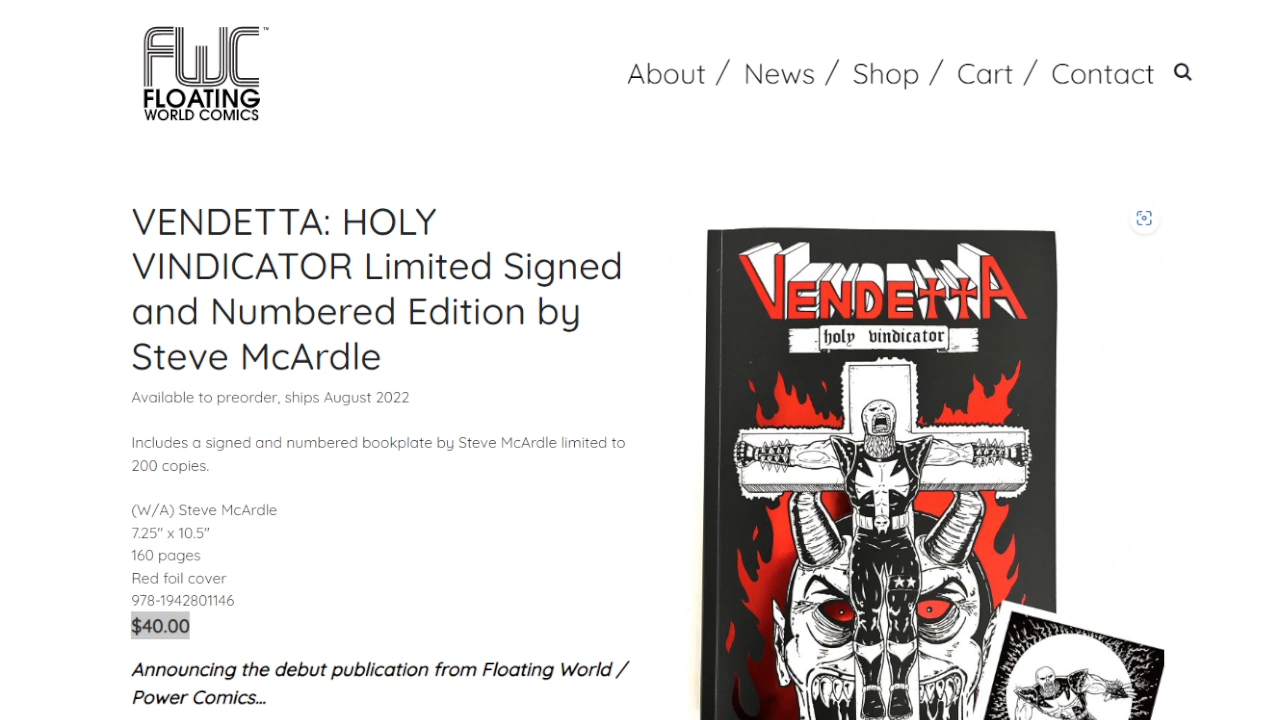 FWC™
FLOATING
WORLD COMICS
About / News / Shop / Cart / Contact
VENDETTA: HOLY
VINDICATOR Limited Signed
and Numbered Edition by
Steve McArdle
Available to preorder, ships August 2022
Includes a signed and numbered bookplate by Steve McArdle limited to
200 copies.
(W/A) Steve McArdle
7.25" x 10.5"
160 pages
Red foil cover
978-1942801146
$40.00
Announcing the debut publication from Floating World /
Power Comics...
VENDETTA
holy vindicator